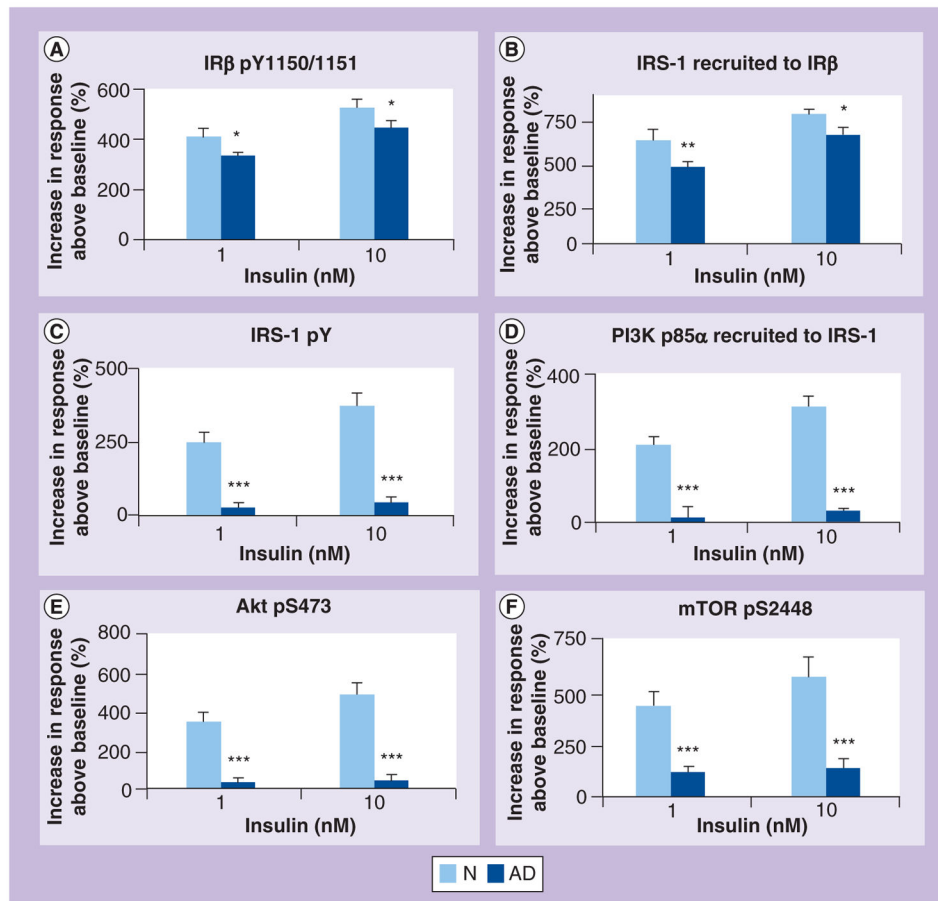 A
IRβ pY1150/1151
Increase in response
above baseline (%)
600
400
200
0
*
*
1
10
Insulin (nM)
B
IRS-1 recruited to IRβ
Increase in response
above baseline (%)
750
500
250
0
**
*
1
10
Insulin (nM)
C
IRS-1 pY
Increase in response
above baseline (%)
500
250
0
***
***
1
10
Insulin (nM)
D
PI3K p85α recruited to IRS-1
Increase in response
above baseline (%)
400
200
0
***
***
1
10
Insulin (nM)
E
Akt pS473
Increase in response
above baseline (%)
800
600
400
200
0
***
***
1
10
Insulin (nM)
F
mTOR pS2448
Increase in response
above baseline (%)
750
500
250
0
***
***
1
10
Insulin (nM)
N AD